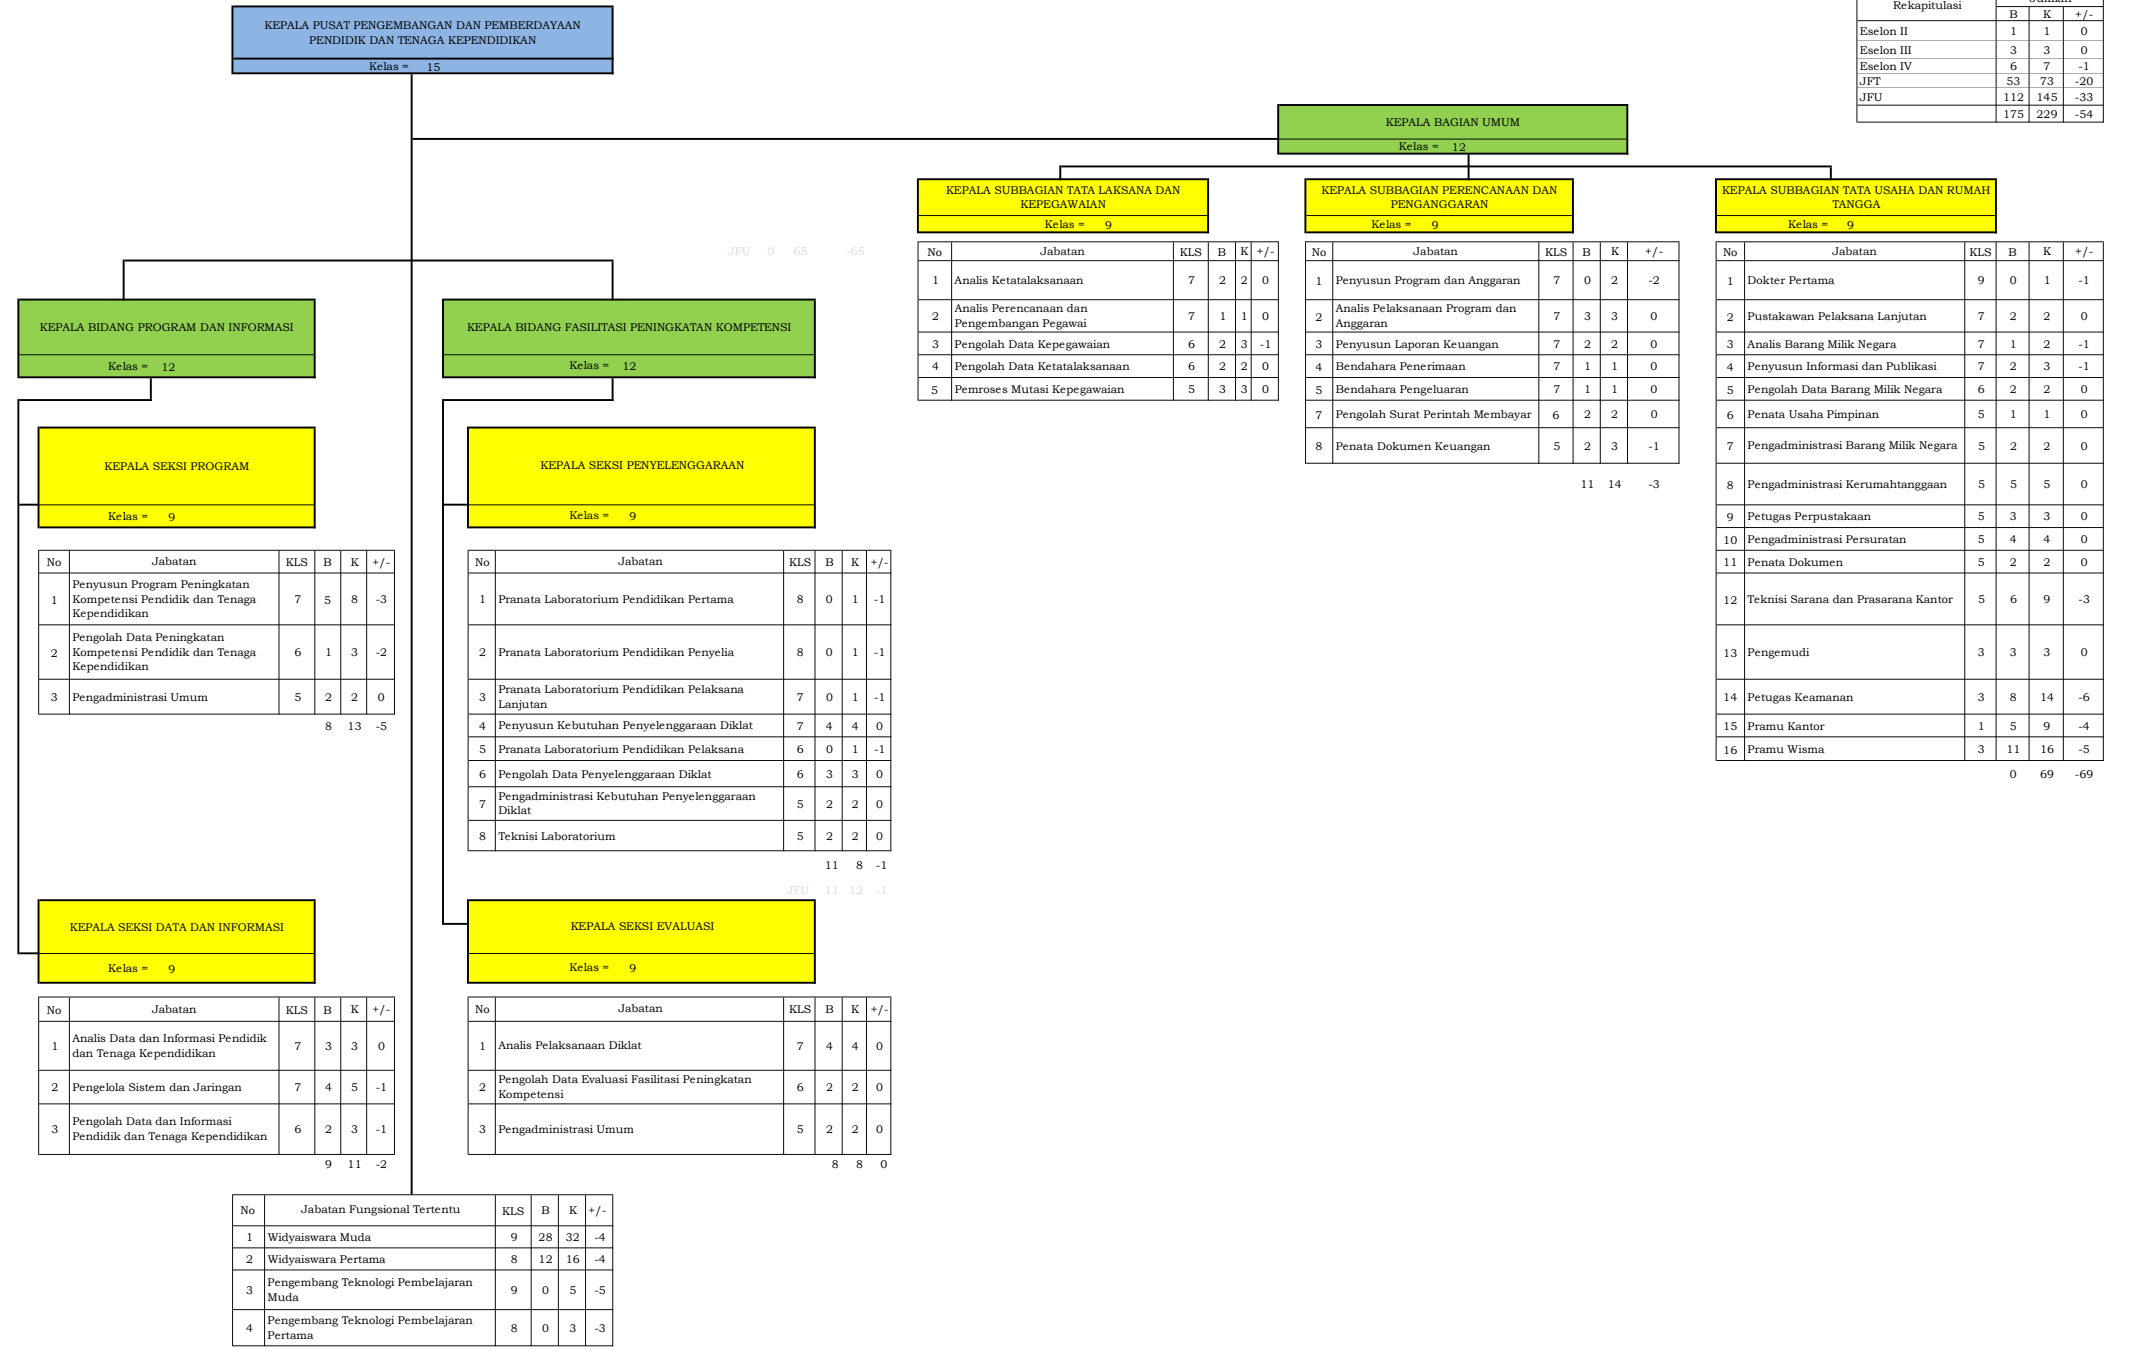 KEPALA PUSAT PENGEMBANGAN DAN PEMBERDAYAAN
PENDIDIK DAN TENAGA KEPENDIDIKAN
Kelas = 15
Rekapitulasi
B K +/-
Eselon II 1 1 0
Eselon III 3 3 0
Eselon IV 6 7 -1
JFT 53 73 -20
JFU 112 145 -33
175 229 -54
KEPALA BAGIAN UMUM
Kelas = 12
KEPALA SUBBAGIAN TATA LAKSANA DAN
KEPEGAWAIAN
Kelas = 9
No Jabatan KLS B K +/-
1 Analis Ketatalaksanaan 7 2 2 0
2 Analis Perencanaan dan
Pengembangan Pegawai 7 1 1 0
3 Pengolah Data Kepegawaian 6 2 3 -1
4 Pengolah Data Ketatalaksanaan 6 2 2 0
5 Pemroses Mutasi Kepegawaian 5 3 3 0
KEPALA SUBBAGIAN PERENCANAAN DAN
PENGANGGARAN
Kelas = 9
No Jabatan KLS B K +/-
1 Penyusun Program dan Anggaran 7 0 2 -2
2 Analis Pelaksanaan Program dan
Anggaran 7 3 3 0
3 Penyusun Laporan Keuangan 7 2 2 0
4 Bendahara Penerimaan 7 1 1 0
5 Bendahara Pengeluaran 7 1 1 0
7 Pengolah Surat Perintah Membayar 6 2 2 0
8 Penata Dokumen Keuangan 5 2 3 -1
11 14 -3
KEPALA SUBBAGIAN TATA USAHA DAN RUMAH
TANGGA
Kelas = 9
No Jabatan KLS B K +/-
1 Dokter Pertama 9 0 1 -1
2 Pustakawan Pelaksana Lanjutan 7 2 2 0
3 Analis Barang Milik Negara 7 1 2 -1
4 Penyusun Informasi dan Publikasi 7 2 3 -1
5 Pengolah Data Barang Milik Negara 6 2 2 0
6 Penata Usaha Pimpinan 5 1 1 0
7 Pengadministrasi Barang Milik Negara 5 2 2 0
8 Pengadministrasi Kerumahtanggaan 5 5 5 0
9 Petugas Perpustakaan 5 3 3 0
10 Pengadministrasi Persuratan 5 4 4 0
11 Penata Dokumen 5 2 2 0
12 Teknisi Sarana dan Prasarana Kantor 5 6 9 -3
13 Pengemudi 3 3 3 0
14 Petugas Keamanan 3 8 14 -6
15 Pramu Kantor 1 5 9 -4
16 Pramu Wisma 3 11 16 -5
0 69 -69
JFU 0 65 -65
KEPALA BIDANG PROGRAM DAN INFORMASI
Kelas = 12
KEPALA SEKSI PROGRAM
Kelas = 9
No Jabatan KLS B K +/-
1 Penyusun Program Peningkatan
Kompetensi Pendidik dan Tenaga
Kependidikan 7 5 8 -3
2 Pengolah Data Peningkatan
Kompetensi Pendidik dan Tenaga
Kependidikan 6 1 3 -2
3 Pengadministrasi Umum 5 2 2 0
8 13 -5
KEPALA SEKSI DATA DAN INFORMASI
Kelas = 9
No Jabatan KLS B K +/-
1 Analis Data dan Informasi Pendidik
dan Tenaga Kependidikan 7 3 3 0
2 Pengelola Sistem dan Jaringan 7 4 5 -1
3 Pengolah Data dan Informasi
Pendidik dan Tenaga Kependidikan 6 2 3 -1
9 11 -2
KEPALA BIDANG FASILITASI PENINGKATAN KOMPETENSI
Kelas = 12
KEPALA SEKSI PENYELENGGARAAN
Kelas = 9
No Jabatan KLS B K +/-
1 Pranata Laboratorium Pendidikan Pertama 8 0 1 -1
2 Pranata Laboratorium Pendidikan Penyelia 8 0 1 -1
3 Pranata Laboratorium Pendidikan Pelaksana
Lanjutan 7 0 1 -1
4 Penyusun Kebutuhan Penyelenggaraan Diklat 7 4 4 0
5 Pranata Laboratorium Pendidikan Pelaksana 6 0 1 -1
6 Pengolah Data Penyelenggaraan Diklat 6 3 3 0
7 Pengadministrasi Kebutuhan Penyelenggaraan
Diklat 5 2 2 0
8 Teknisi Laboratorium 5 2 2 0
11 8 -1
JFU 11 12 -1
KEPALA SEKSI EVALUASI
Kelas = 9
No Jabatan KLS B K +/-
1 Analis Pelaksanaan Diklat 7 4 4 0
2 Pengolah Data Evaluasi Fasilitasi Peningkatan
Kompetensi 6 2 2 0
3 Pengadministrasi Umum 5 2 2 0
8 8 0
No Jabatan Fungsional Tertentu KLS B K +/-
1 Widyaiswara Muda 9 28 32 -4
2 Widyaiswara Pertama 8 12 16 -4
3 Pengembang Teknologi Pembelajaran
Muda 9 0 5 -5
4 Pengembang Teknologi Pembelajaran
Pertama 8 0 3 -3